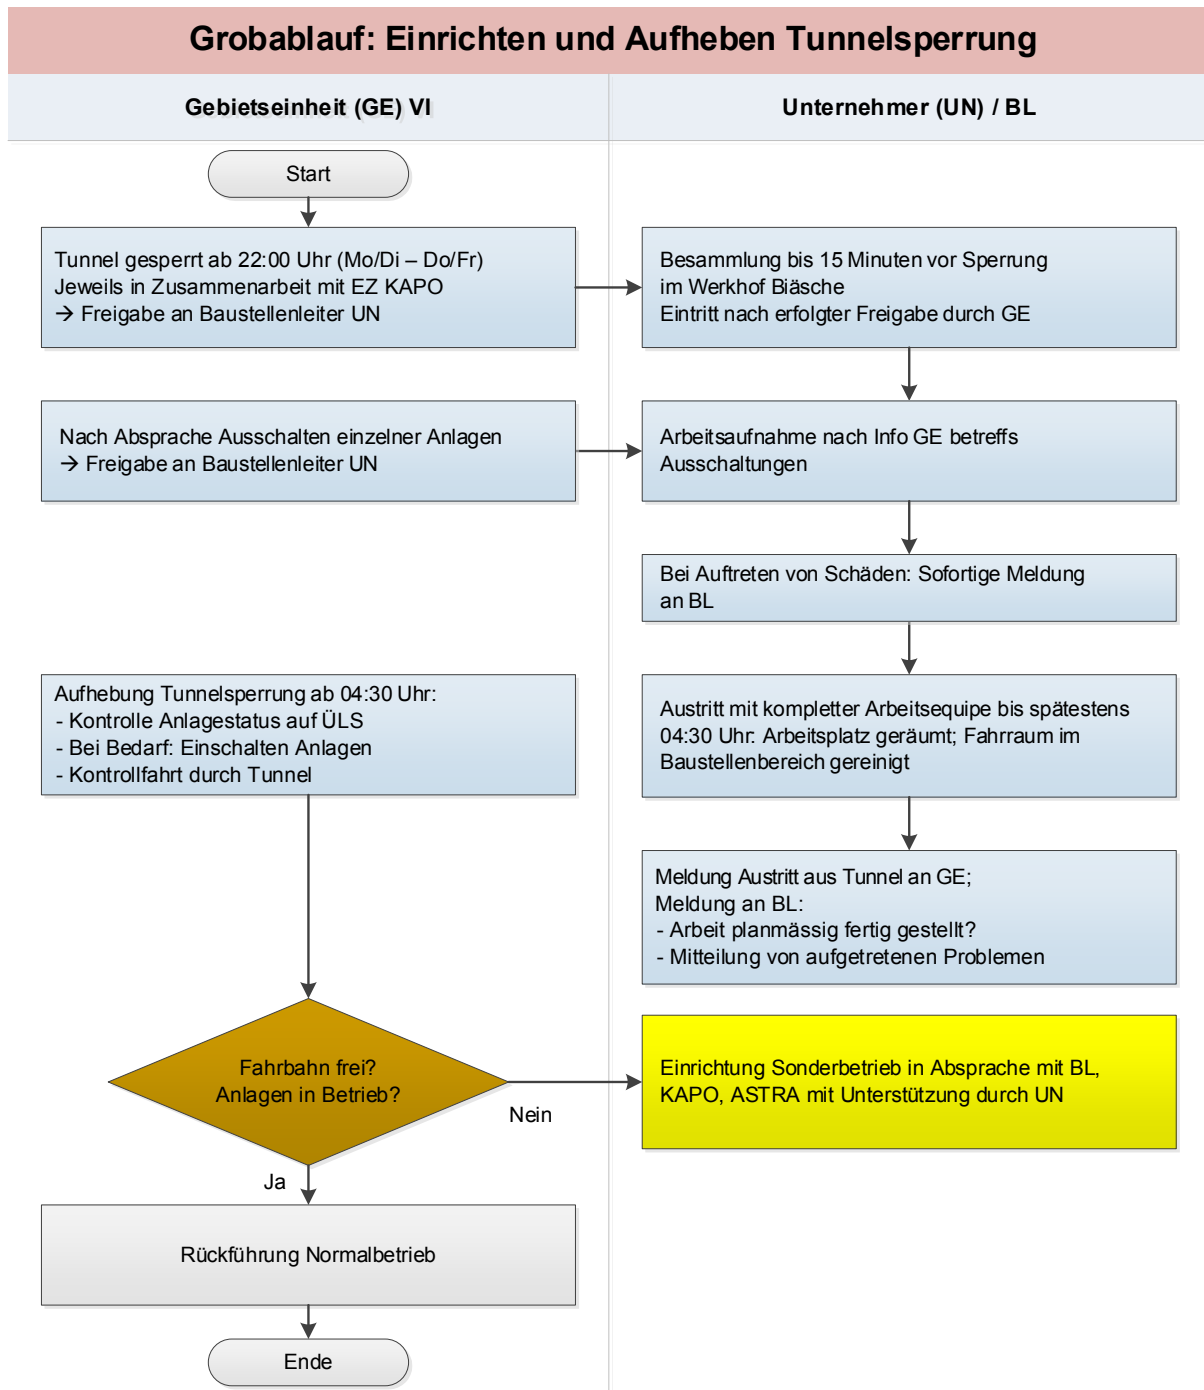 Grobablauf: Einrichten und Aufheben Tunnelsperrung
Gebietseinheit (GE) VI
Unternehmer (UN) / BL
Start
Tunnel gesperrt ab 22:00 Uhr (Mo/Di – Do/Fr)
Jeweils in Zusammenarbeit mit EZ KAPO
→ Freigabe an Baustellenleiter UN
Besammlung bis 15 Minuten vor Sperrung
im Werkhof Biäsche
Eintritt nach erfolgter Freigabe durch GE
Nach Absprache Ausschalten einzelner Anlagen
→ Freigabe an Baustellenleiter UN
Arbeitsaufnahme nach Info GE betreffs
Ausschaltungen
Bei Auftreten von Schäden: Sofortige Meldung
an BL
Aufhebung Tunnelsperrung ab 04:30 Uhr:
- Kontrolle Anlagestatus auf ÜLS
- Bei Bedarf: Einschalten Anlagen
- Kontrollfahrt durch Tunnel
Austritt mit kompletter Arbeitsequipe bis spätestens
04:30 Uhr: Arbeitsplatz geräumt; Fahrraum im
Baustellenbereich gereinigt
Meldung Austritt aus Tunnel an GE;
Meldung an BL:
- Arbeit planmässig fertig gestellt?
- Mitteilung von aufgetretenen Problemen
Fahrbahn frei?
Anlagen in Betrieb?
Nein
Einrichtung Sonderbetrieb in Absprache mit BL,
KAPO, ASTRA mit Unterstützung durch UN
Ja
Rückführung Normalbetrieb
Ende